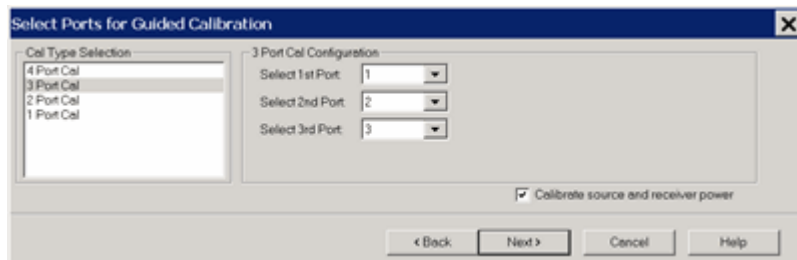 Select Ports for Guided Calibration
Cal Type Selection
4 Port Cal
3 Port Cal
2 Port Cal
1 Port Cal
3 Port Cal Configuration
Select 1st Port: 1
Select 2nd Port: 2
Select 3rd Port: 3
Calibrate source and receiver power
< Back
Next >
Cancel
Help